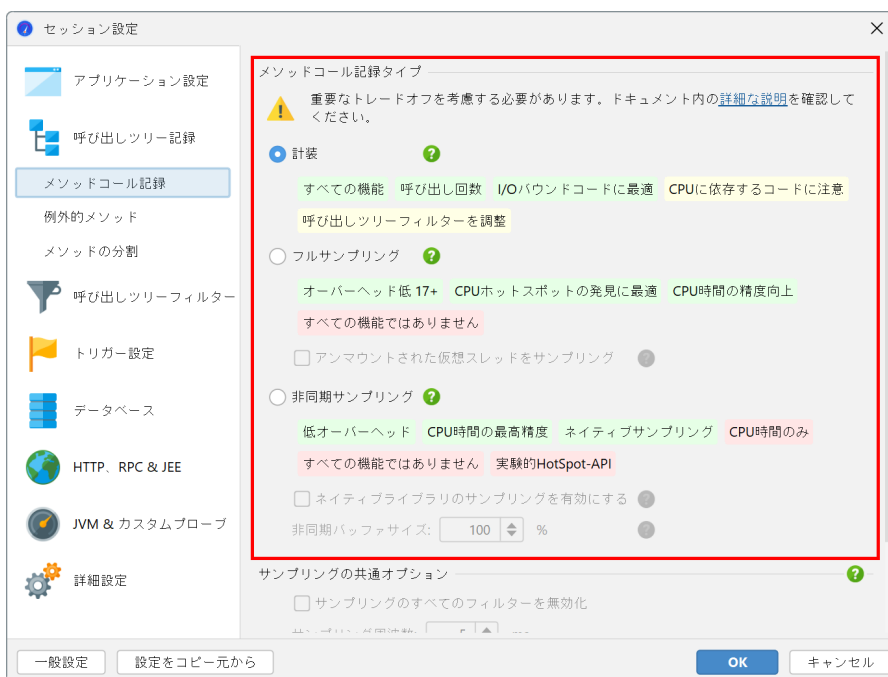 セッション設定
アプリケーション設定
呼び出しツリー記録
メソッドコール記録
例外的メソッド
メソッドの分割
呼び出しツリーフィルター
トリガー設定
データベース
HTTP、RPC & JEE
JVM & カスタムプローブ
詳細設定
メソッドコール記録タイプ
重要なトレードオフを考慮する必要があります。ドキュメント内の詳細な説明を確認して
ください。
計装
すべての機能 呼び出し回数 I/Oバウンドコードに最適 CPUに依存するコードに注意
呼び出しツリーフィルターを調整
フルサンプリング
オーバーヘッド低 17+ CPUホットスポットの発見に最適 CPU時間の精度向上
すべての機能ではありません
アンマウントされた仮想スレッドをサンプリング
非同期サンプリング
低オーバーヘッド CPU時間の最高精度 ネイティブサンプリング CPU時間のみ
すべての機能ではありません 実験的HotSpot-API
ネイティブライブラリのサンプリングを有効にする
非同期バッファサイズ: 100 %
サンプリングの共通オプション
サンプリングのすべてのフィルターを無効化
一般設定 設定をコピー元から OK キャンセル